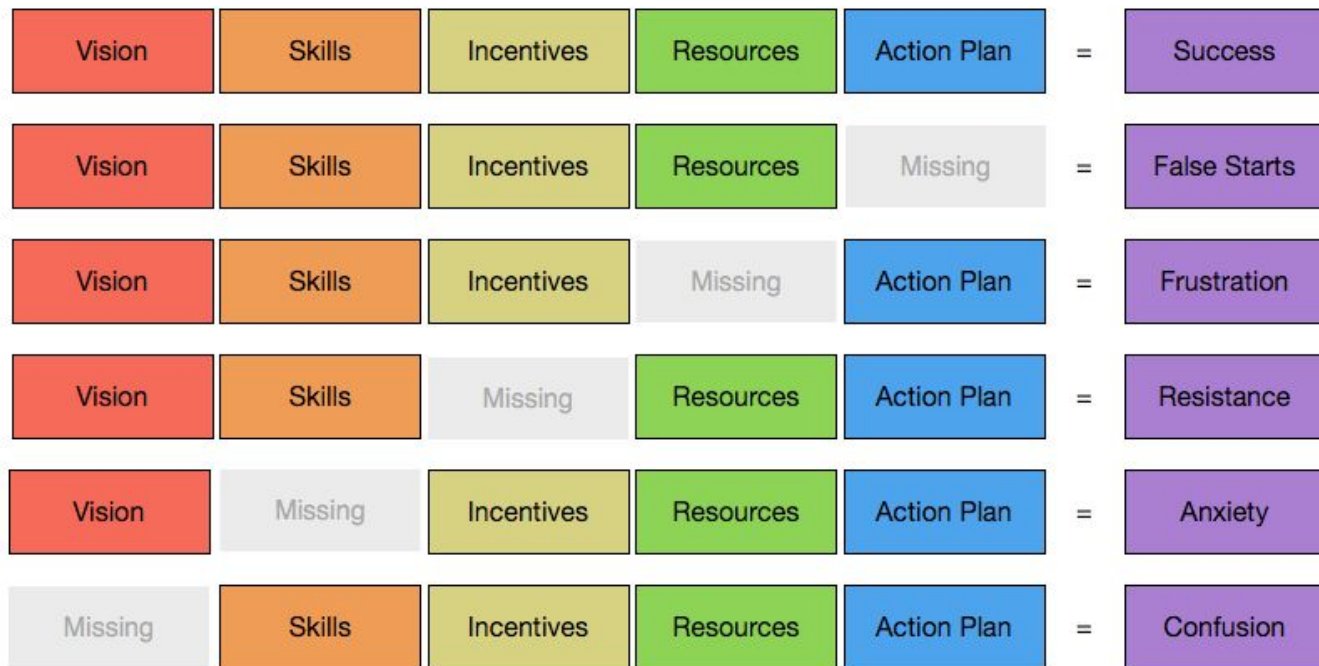 Vision Skills Incentives Resources Action Plan = Success
Vision Skills Incentives Resources Missing = False Starts
Vision Skills Incentives Missing Action Plan = Frustration
Vision Skills Missing Resources Action Plan = Resistance
Vision Missing Incentives Resources Action Plan = Anxiety
Missing Skills Incentives Resources Action Plan = Confusion